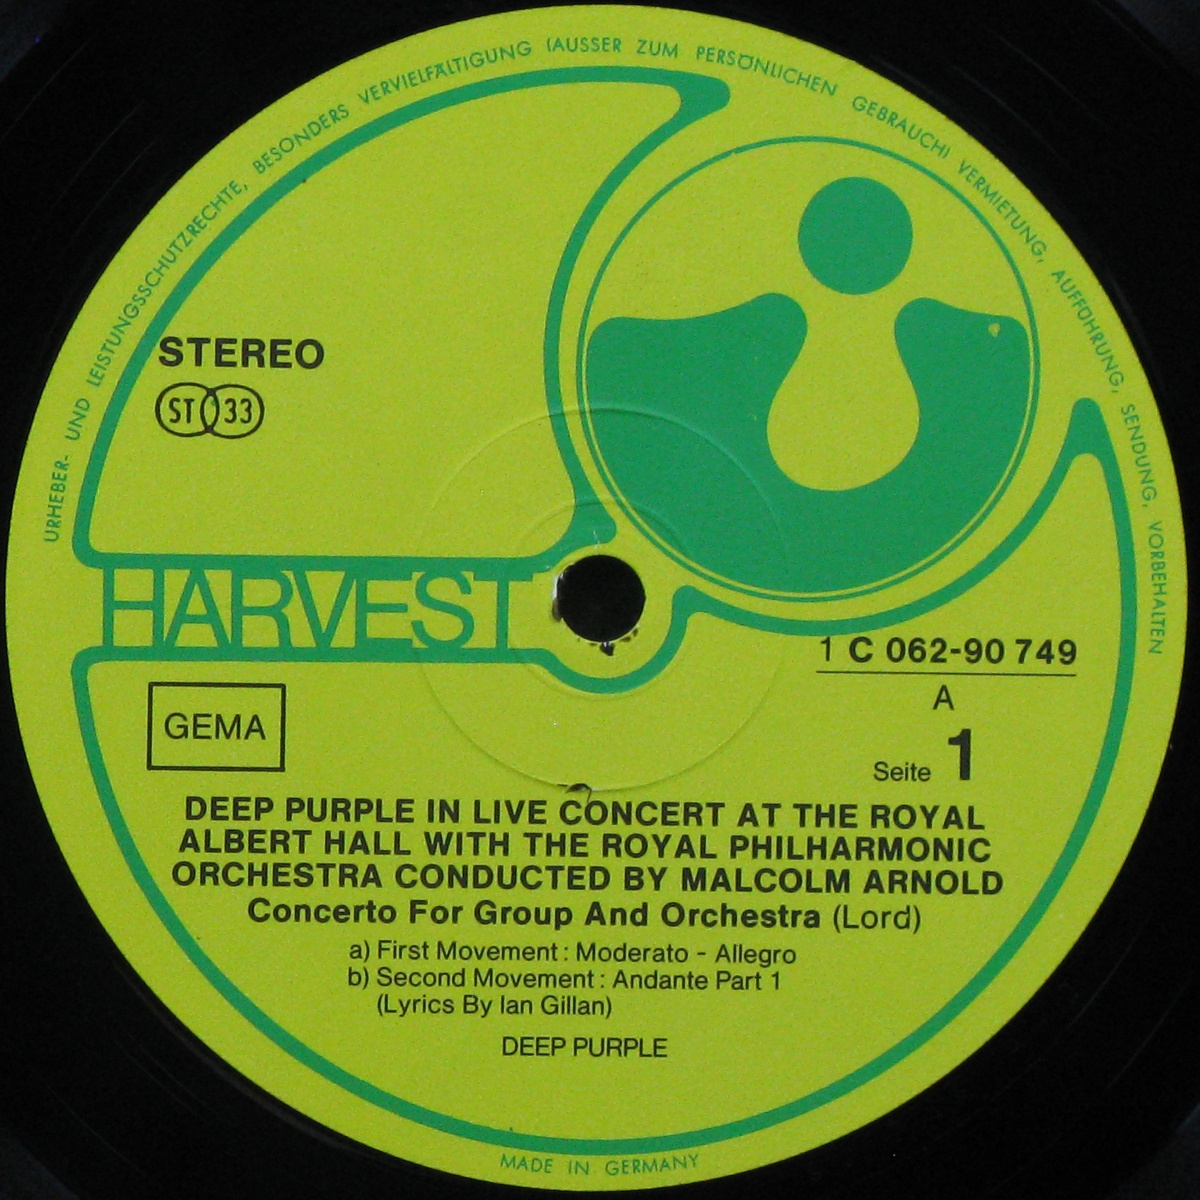 URHEBER- UND LEISTUNGSSCHUTZRECHTE, BESONDERS VERVIELFÄLTIGUNG (AUSSER ZUM PERSÖNLICHEN GEBRAUCH) VERMIETUNG, AUFFÜHRUNG, SENDUNG, VORBEHALTEN
STEREO
ST 33
HARVEST
1 C 062-90 749
A
GEMA
Seite 1
DEEP PURPLE IN LIVE CONCERT AT THE ROYAL
ALBERT HALL WITH THE ROYAL PHILHARMONIC
ORCHESTRA CONDUCTED BY MALCOLM ARNOLD
Concerto For Group And Orchestra (Lord)
a) First Movement : Moderato - Allegro
b) Second Movement : Andante Part 1
(Lyrics By Ian Gillan)
DEEP PURPLE
MADE IN GERMANY